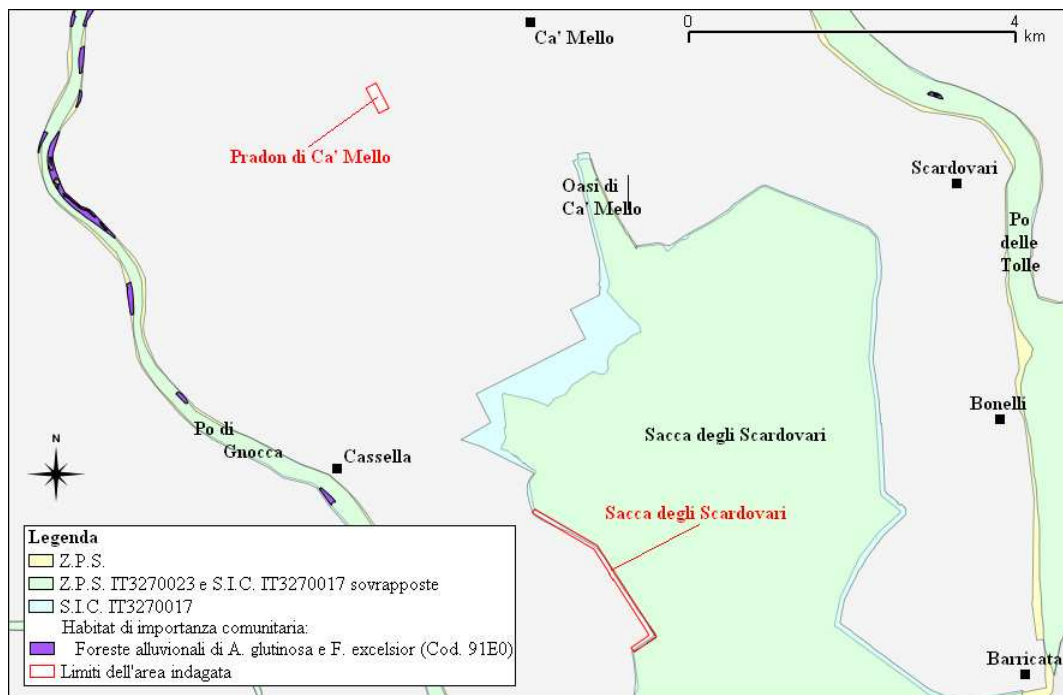 0 4
km
Ca' Mello
Pradon di Ca' Mello
Scardovari
Oasi di
Ca' Mello
Po
delle
Tolle
Bonelli
Po di
Gnocca
Sacca degli Scardovari
N
Cassella
Sacca degli Scardovari
Legenda
Z.P.S.
Z.P.S. IT3270023 e S.I.C. IT3270017 sovrapposte
S.I.C. IT3270017
Habitat di importanza comunitaria:
Foreste alluvionali di A. glutinosa e F. excelsior (Cod. 91E0)
Limiti dell'area indagata
Barricata